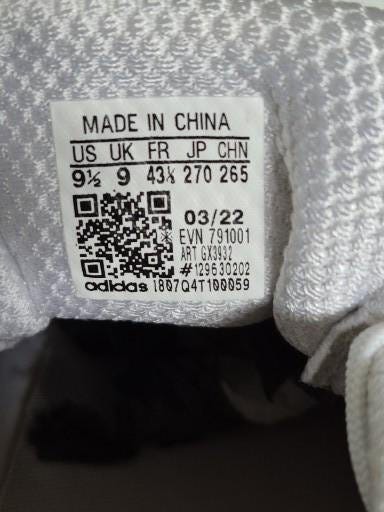 MADE IN CHINA
US UK FR JP CHN
9½ 9 43⅓ 270 265
03/22
EVN 791001
ART GX3932
#129630202
adidas 1807Q4T100059